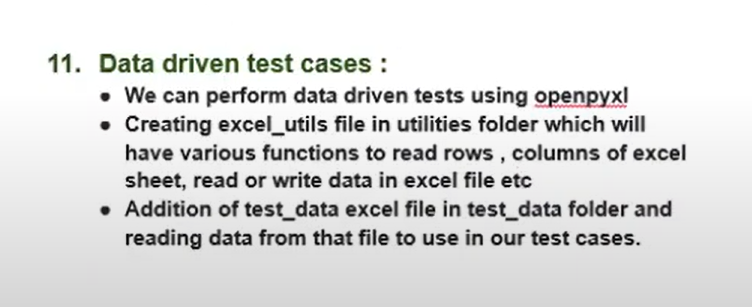 11. Data driven test cases :
• We can perform data driven tests using openpyxl
• Creating excel_utils file in utilities folder which will
have various functions to read rows , columns of excel
sheet, read or write data in excel file etc
• Addition of test_data excel file in test_data folder and
reading data from that file to use in our test cases.